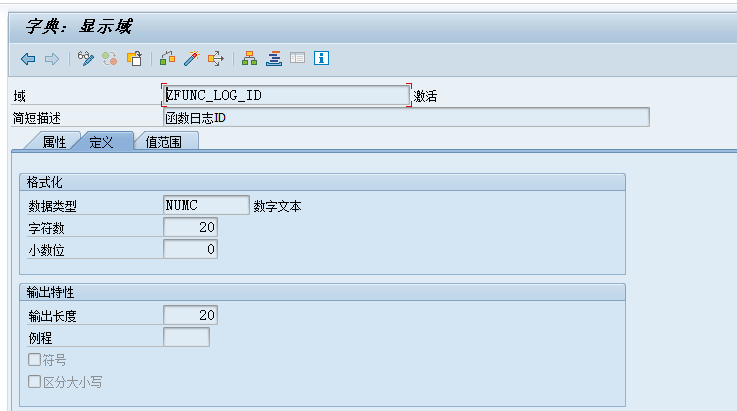 字典: 显示域
域 ZFUNC_LOG_ID 激活
简短描述 函数日志ID
属性 定义 值范围
格式化
数据类型 NUMC 数字文本
字符数 20
小数位 0
输出特性
输出长度 20
例程
符号
区分大小写